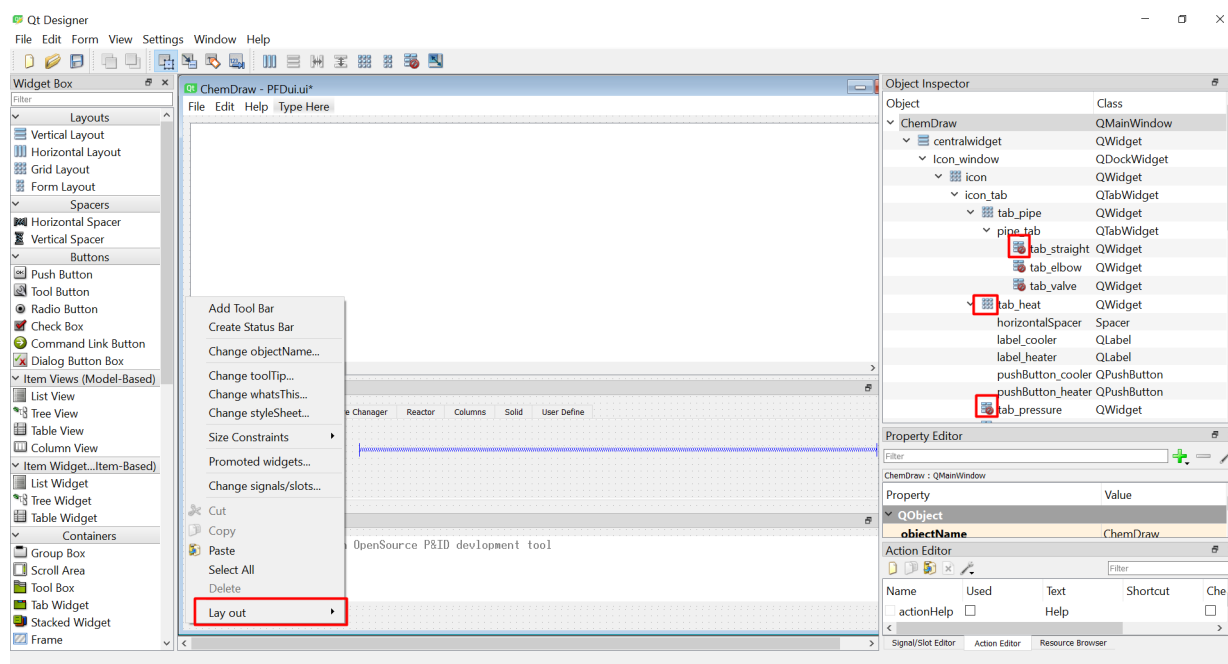 Qt Designer
File Edit Form View Settings Window Help
Widget Box
Filter
Layouts
Vertical Layout
Horizontal Layout
Grid Layout
Form Layout
Spacers
Horizontal Spacer
Vertical Spacer
Buttons
Push Button
Tool Button
Radio Button
Check Box
Command Link Button
Dialog Button Box
Item Views (Model-Based)
List View
Tree View
Table View
Column View
Item Widget...Item-Based)
List Widget
Tree Widget
Table Widget
Containers
Group Box
Scroll Area
Tool Box
Tab Widget
Stacked Widget
Frame
ChemDraw - PFDui.ui*
File Edit Help Type Here
Add Tool Bar
Create Status Bar
Change objectName...
Change toolTip...
Change whatsThis...
Change styleSheet...
Size Constraints
Promoted widgets...
Change signals/slots...
Cut
Copy
Paste
Select All
Delete
Lay out
e Chanager Reactor Columns Solid User Define
OpenSource P&ID devlopment tool
Object Inspector
Object Class
ChemDraw QMainWindow
centralwidget QWidget
Icon_window QDockWidget
icon QWidget
icon_tab QTabWidget
tab_pipe QWidget
pipe_tab QTabWidget
tab_straight QWidget
tab_elbow QWidget
tab_valve QWidget
tab_heat QWidget
horizontalSpacer Spacer
label_cooler QLabel
label_heater QLabel
pushButton_cooler QPushButton
pushButton_heater QPushButton
tab_pressure QWidget
Property Editor
Filter
ChemDraw : QMainWindow
Property Value
QObject
objectName ChemDraw
Action Editor
Filter
Name Used Text Shortcut Che
actionHelp Help
Signal/Slot Editor Action Editor Resource Browser